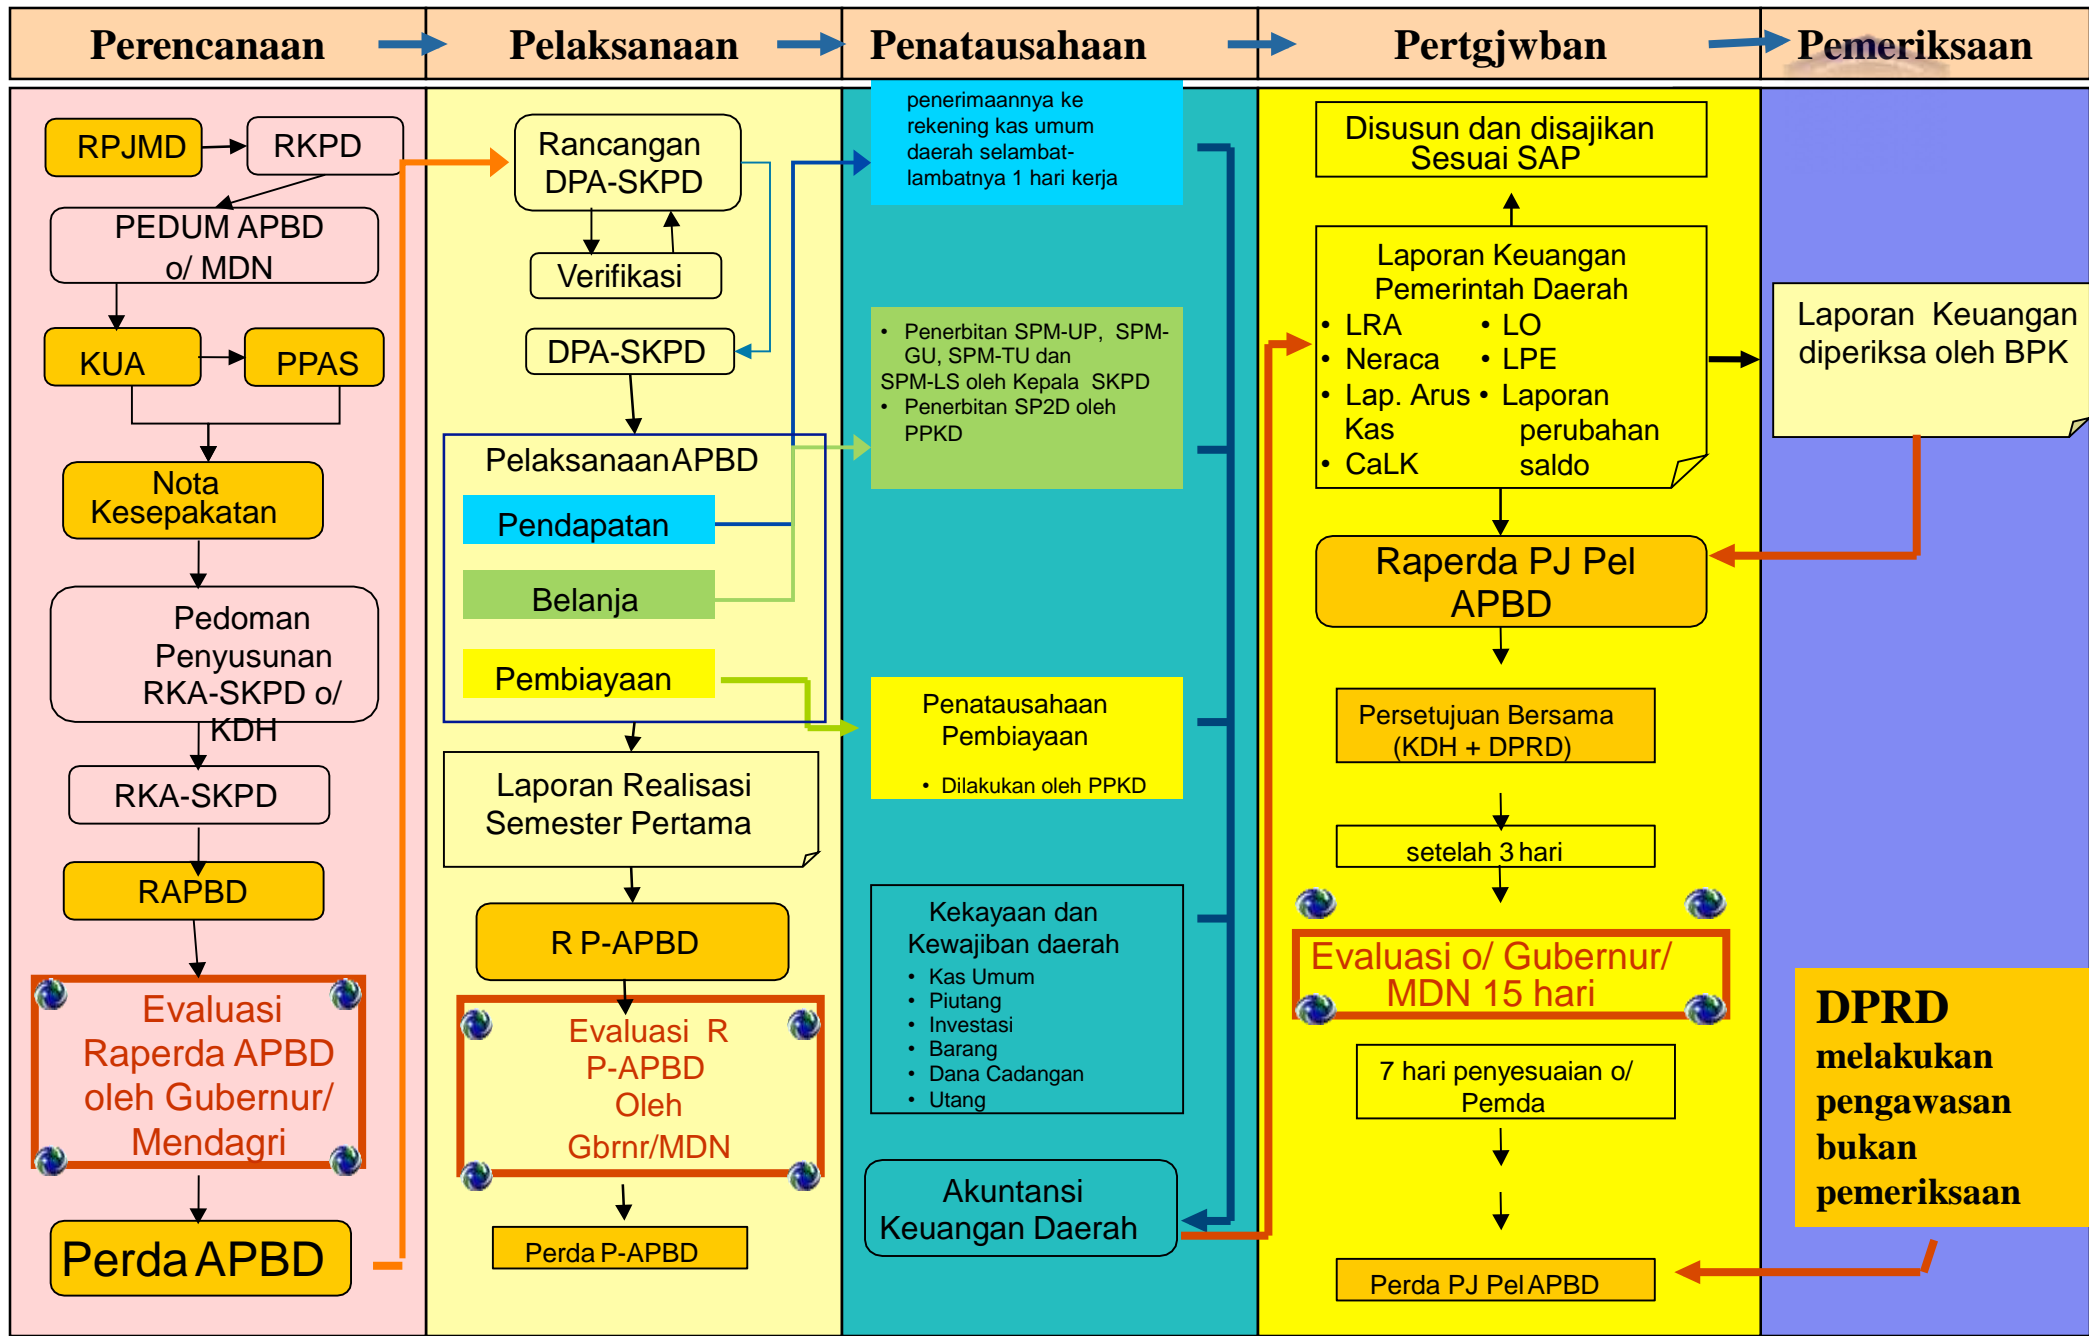 Perencanaan
Pelaksanaan
Penatausahaan
Pertgjwban
Pemeriksaan
RPJMD
RKPD
PEDUM APBD
o/ MDN
KUA
PPAS
Nota
Kesepakatan
Pedoman
Penyusunan
RKA-SKPD o/
KDH
RKA-SKPD
RAPBD
Evaluasi
Raperda APBD
oleh Gubernur/
Mendagri
Perda APBD
Rancangan
DPA-SKPD
Verifikasi
DPA-SKPD
Pelaksanaan APBD
Pendapatan
Belanja
Pembiayaan
Laporan Realisasi
Semester Pertama
R P-APBD
Evaluasi R
P-APBD
Oleh
Gbrnr/MDN
Perda P-APBD
penerimaannya ke
rekening kas umum
daerah selambat-
lambatnya 1 hari kerja
• Penerbitan SPM-UP, SPM-
GU, SPM-TU dan
SPM-LS oleh Kepala SKPD
• Penerbitan SP2D oleh
PPKD
Penatausahaan
Pembiayaan
• Dilakukan oleh PPKD
Kekayaan dan
Kewajiban daerah
• Kas Umum
• Piutang
• Investasi
• Barang
• Dana Cadangan
• Utang
Akuntansi
Keuangan Daerah
Disusun dan disajikan
Sesuai SAP
Laporan Keuangan
Pemerintah Daerah
• LRA
• Neraca
• Lap. Arus
Kas
• CaLK
• LO
• LPE
• Laporan
perubahan
saldo
Raperda PJ Pel
APBD
Persetujuan Bersama
(KDH + DPRD)
setelah 3 hari
Evaluasi o/ Gubernur/
MDN 15 hari
7 hari penyesuaian o/
Pemda
Perda PJ Pel APBD
Laporan Keuangan
diperiksa oleh BPK
DPRD
melakukan
pengawasan
bukan
pemeriksaan